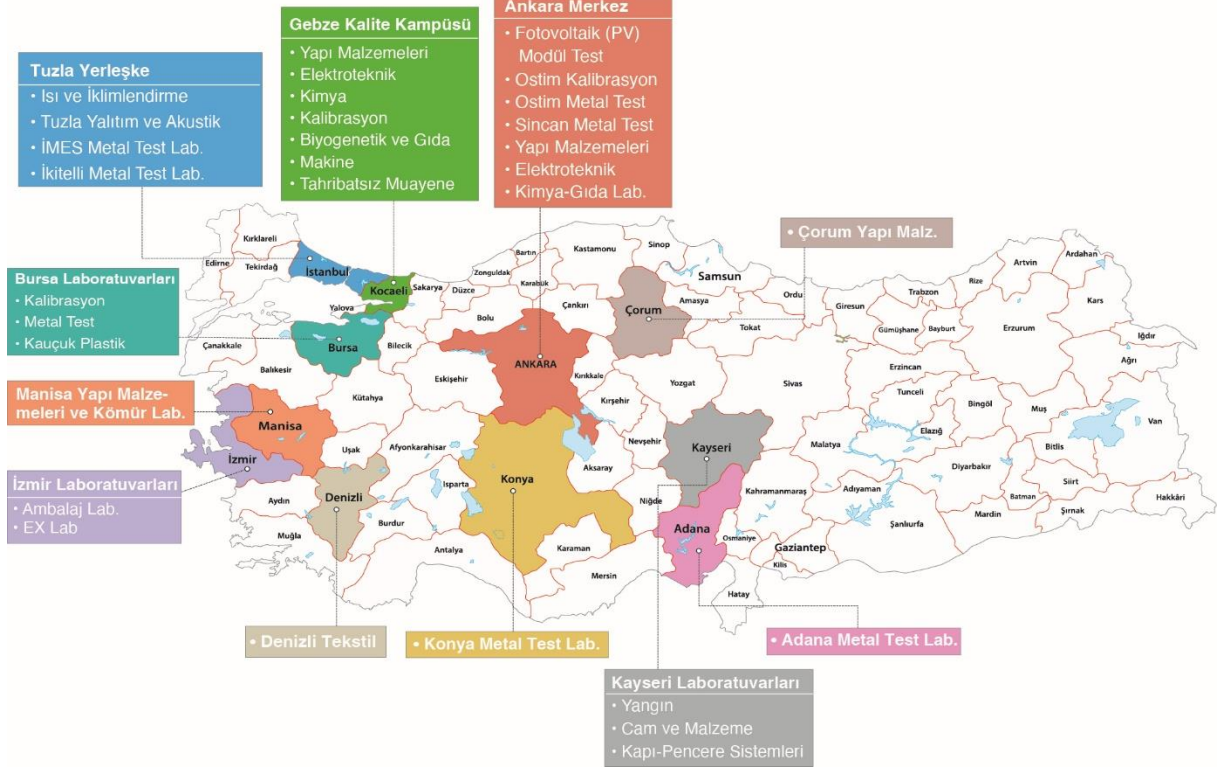 Ankara Merkez
• Fotovoltaik (PV)
Modül Test
• Ostim Kalibrasyon
• Ostim Metal Test
• Sincan Metal Test
• Yapı Malzemeleri
• Elektroteknik
• Kimya-Gıda Lab.
Gebze Kalite Kampüsü
• Yapı Malzemeleri
• Elektroteknik
• Kimya
• Kalibrasyon
• Biyogenetik ve Gıda
• Makine
• Tahribatsız Muayene
Tuzla Yerleşke
• Isı ve İklimlendirme
• Tuzla Yalıtım ve Akustik
• İMES Metal Test Lab.
• İkitelli Metal Test Lab.
• Çorum Yapı Malz.
Bursa Laboratuvarları
• Kalibrasyon
• Metal Test
• Kauçuk Plastik
Manisa Yapı Malze-
meleri ve Kömür Lab.
İzmir Laboratuvarları
• Ambalaj Lab.
• EX Lab
Kırklareli
Edirne
Tekirdağ
İstanbul
Kocaeli
Yalova
Sakarya
Düzce
Zonguldak
Bartın
Karabük
Kastamonu
Sinop
Samsun
Çankırı
Bolu
Çorum
Amasya
Ordu
Tokat
Giresun
Trabzon
Rize
Artvin
Ardahan
Kars
Gümüşhane
Bayburt
Erzurum
Iğdır
Ağrı
Çanakkale
Balıkesir
Bursa
Bilecik
Eskişehir
ANKARA
Kırıkkale
Yozgat
Sivas
Erzincan
Tunceli
Bingöl
Muş
Van
Kütahya
Kırşehir
Manisa
İzmir
Uşak
Afyonkarahisar
Nevşehir
Kayseri
Malatya
Elazığ
Bitlis
Diyarbakır
Siirt
Batman
Hakkâri
Şırnak
Mardin
Aksaray
Konya
Isparta
Aydın
Denizli
Burdur
Muğla
Antalya
Niğde
Kahramanmaraş
Adıyaman
Şanlıurfa
Adana
Osmaniye
Gaziantep
Kilis
Karaman
Mersin
Hatay
• Denizli Tekstil
• Konya Metal Test Lab.
• Adana Metal Test Lab.
Kayseri Laboratuvarları
• Yangın
• Cam ve Malzeme
• Kapı-Pencere Sistemleri